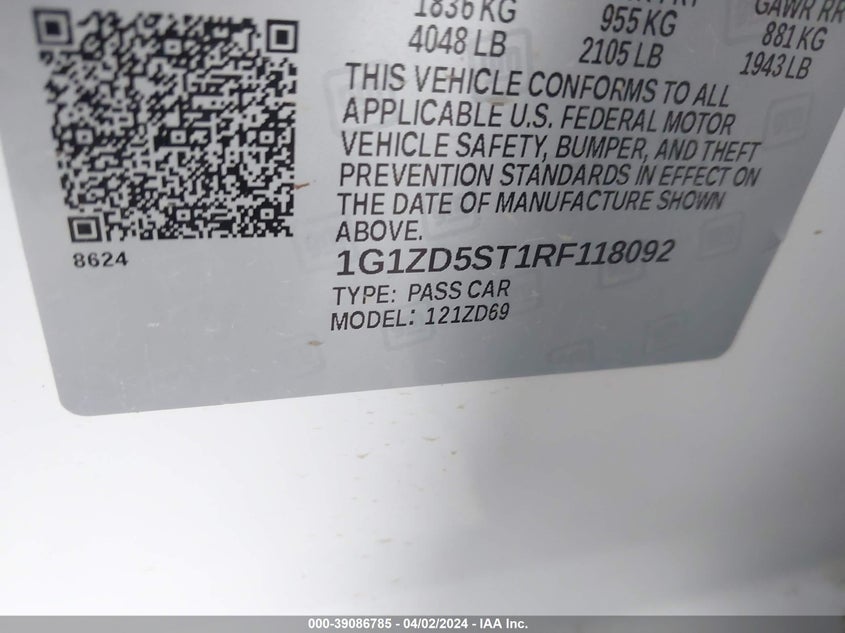 1836 KG 955 KG 881 KG
4048 LB 2105 LB 1943 LB
GAWR RR
THIS VEHICLE CONFORMS TO ALL
APPLICABLE U.S. FEDERAL MOTOR
VEHICLE SAFETY, BUMPER, AND THEFT
PREVENTION STANDARDS IN EFFECT ON
THE DATE OF MANUFACTURE SHOWN
ABOVE.
8624
1G1ZD5ST1RF118092
TYPE: PASS CAR
MODEL: 121ZD69
000-39086785 - 04/02/2024 - IAA Inc.